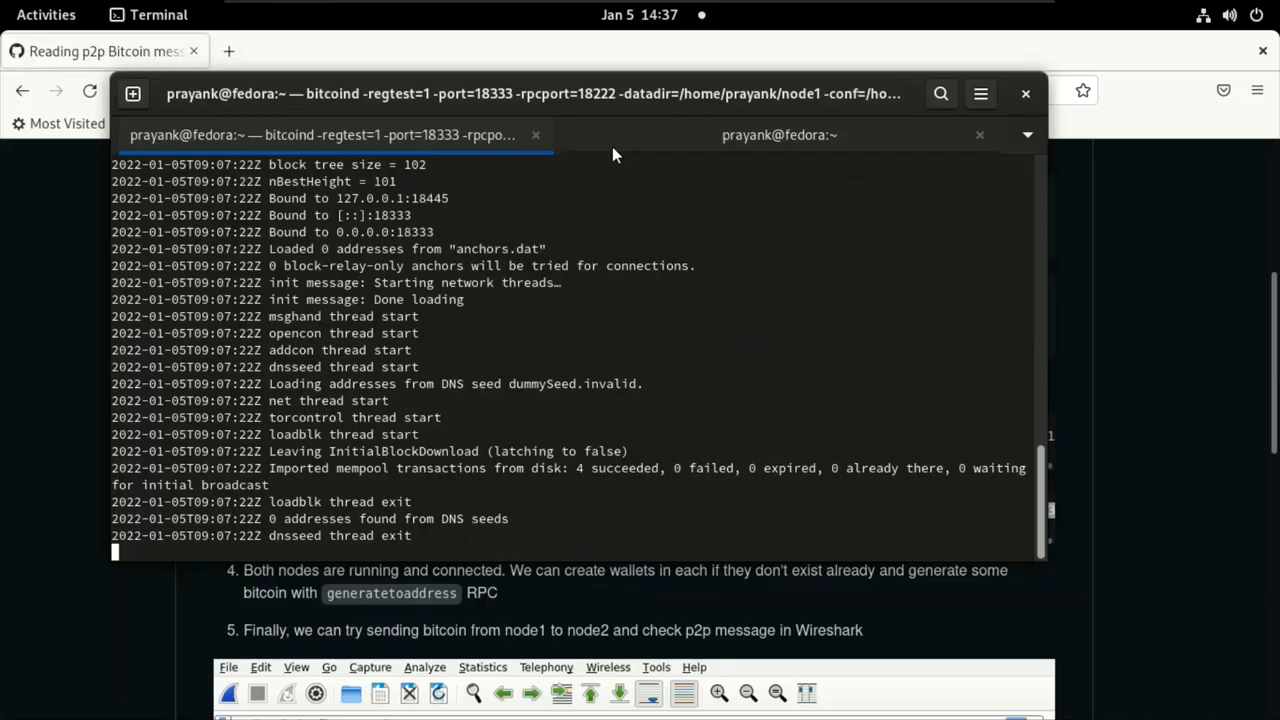 Activities Terminal Jan 5 14:37
Reading p2p Bitcoin mess
Most Visited
prayank@fedora:~ — bitcoind -regtest=1 -port=18333 -rpcport=18222 -datadir=/home/prayank/node1 -conf=/ho...
prayank@fedora:~ — bitcoind -regtest=1 -port=18333 -rpcpo... prayank@fedora:~
2022-01-05T09:07:22Z block tree size = 102
2022-01-05T09:07:22Z nBestHeight = 101
2022-01-05T09:07:22Z Bound to 127.0.0.1:18445
2022-01-05T09:07:22Z Bound to [::]:18333
2022-01-05T09:07:22Z Bound to 0.0.0.0:18333
2022-01-05T09:07:22Z Loaded 0 addresses from "anchors.dat"
2022-01-05T09:07:22Z 0 block-relay-only anchors will be tried for connections.
2022-01-05T09:07:22Z init message: Starting network threads…
2022-01-05T09:07:22Z init message: Done loading
2022-01-05T09:07:22Z msghand thread start
2022-01-05T09:07:22Z opencon thread start
2022-01-05T09:07:22Z addcon thread start
2022-01-05T09:07:22Z dnsseed thread start
2022-01-05T09:07:22Z Loading addresses from DNS seed dummySeed.invalid.
2022-01-05T09:07:22Z net thread start
2022-01-05T09:07:22Z torcontrol thread start
2022-01-05T09:07:22Z loadblk thread start
2022-01-05T09:07:22Z Leaving InitialBlockDownload (latching to false)
2022-01-05T09:07:22Z Imported mempool transactions from disk: 4 succeeded, 0 failed, 0 expired, 0 already there, 0 waiting
for initial broadcast
2022-01-05T09:07:22Z loadblk thread exit
2022-01-05T09:07:22Z 0 addresses found from DNS seeds
2022-01-05T09:07:22Z dnsseed thread exit
4. Both nodes are running and connected. We can create wallets in each if they don't exist already and generate some
bitcoin with generatetoaddress RPC
5. Finally, we can try sending bitcoin from node1 to node2 and check p2p message in Wireshark
File Edit View Go Capture Analyze Statistics Telephony Wireless Tools Help